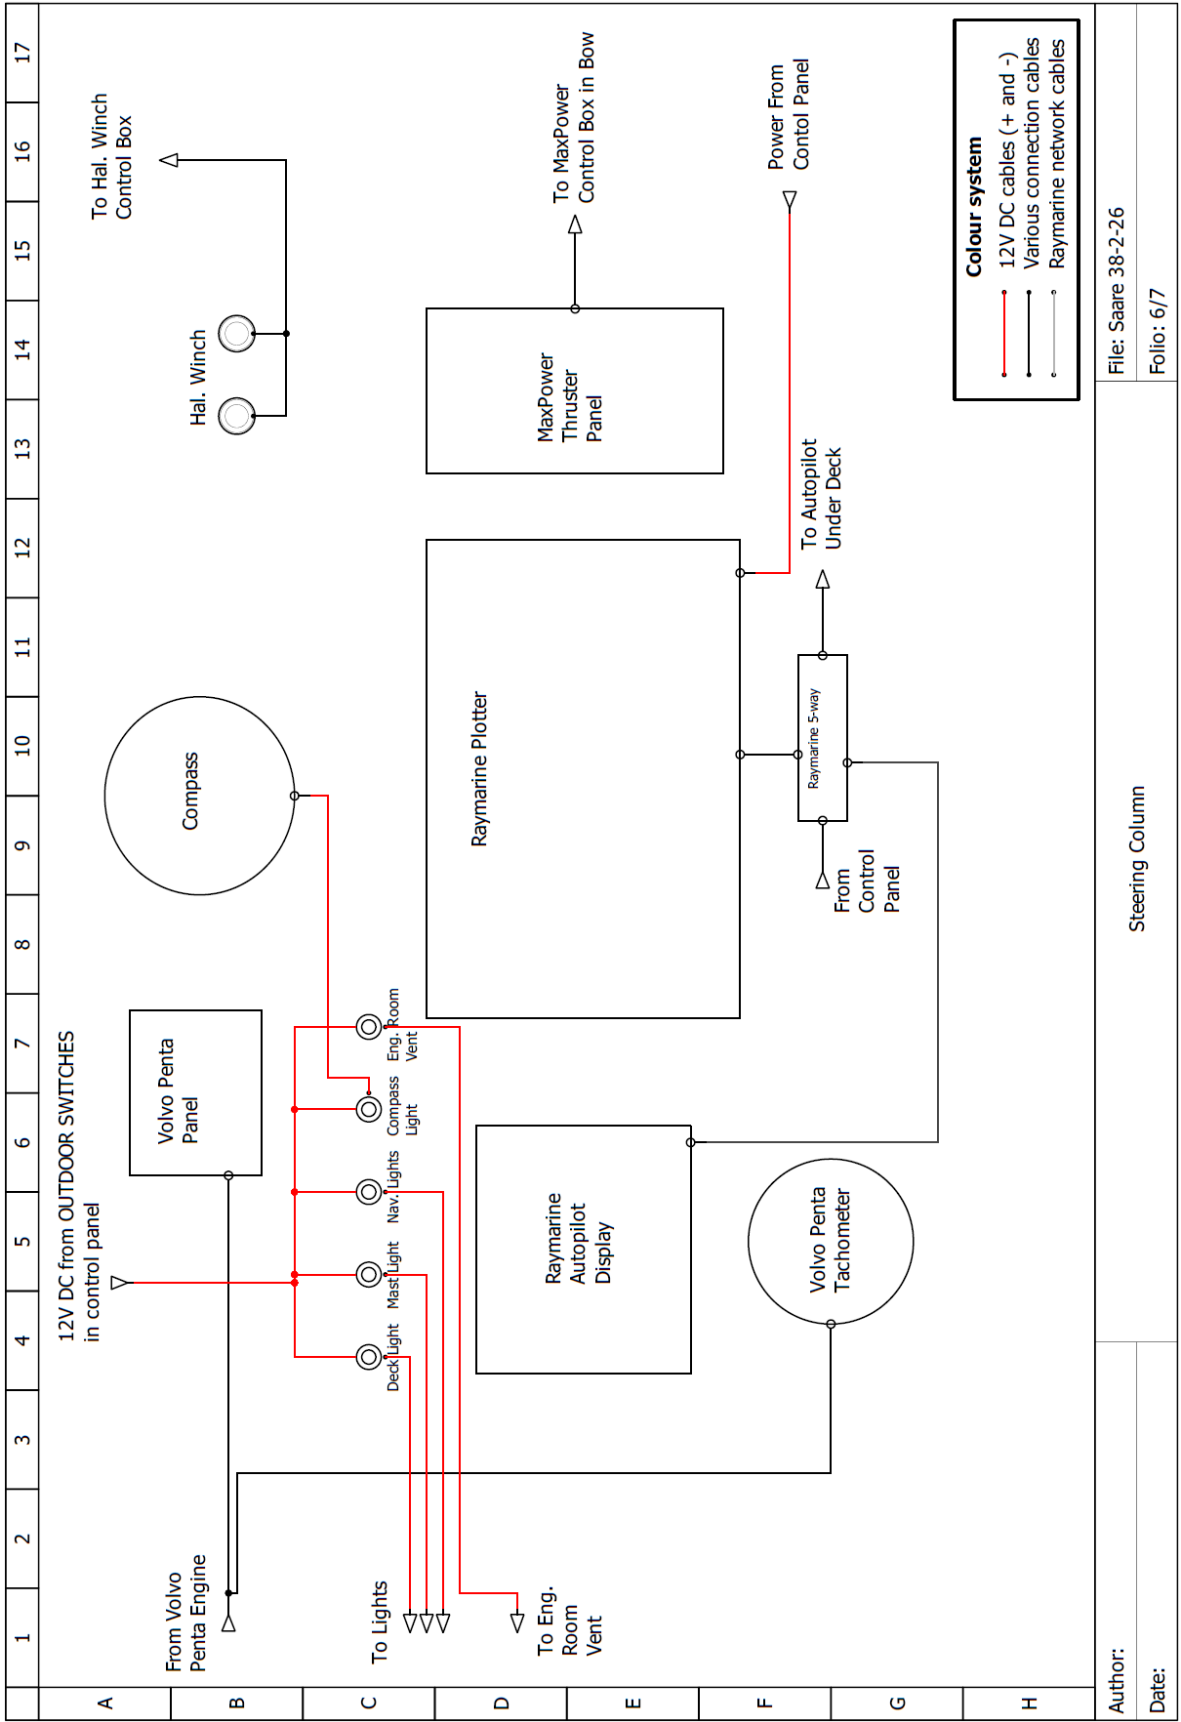 1 2 3 4 5 6 7 8 9 10 11 12 13 14 15 16 17
A
B
C
D
E
F
G
H
12V DC from OUTDOOR SWITCHES
in control panel
To Hal. Winch
Control Box
Volvo Penta
Panel
Compass
Hal. Winch
From Volvo
Penta Engine
Deck Light
Mast Light
Nav. Lights
Compass
Light
Eng. Room
Vent
To Lights
To Eng.
Room
Vent
Raymarine
Autopilot
Display
Raymarine Plotter
MaxPower
Thruster
Panel
To MaxPower
Control Box in Bow
Volvo Penta
Tachometer
From
Control
Panel
Raymarine 5-way
To Autopilot
Under Deck
Power From
Contol Panel
Colour system
12V DC cables (+ and -)
Various connection cables
Raymarine network cables
Author:
Date:
Steering Column
File: Saare 38-2-26
Folio: 6/7